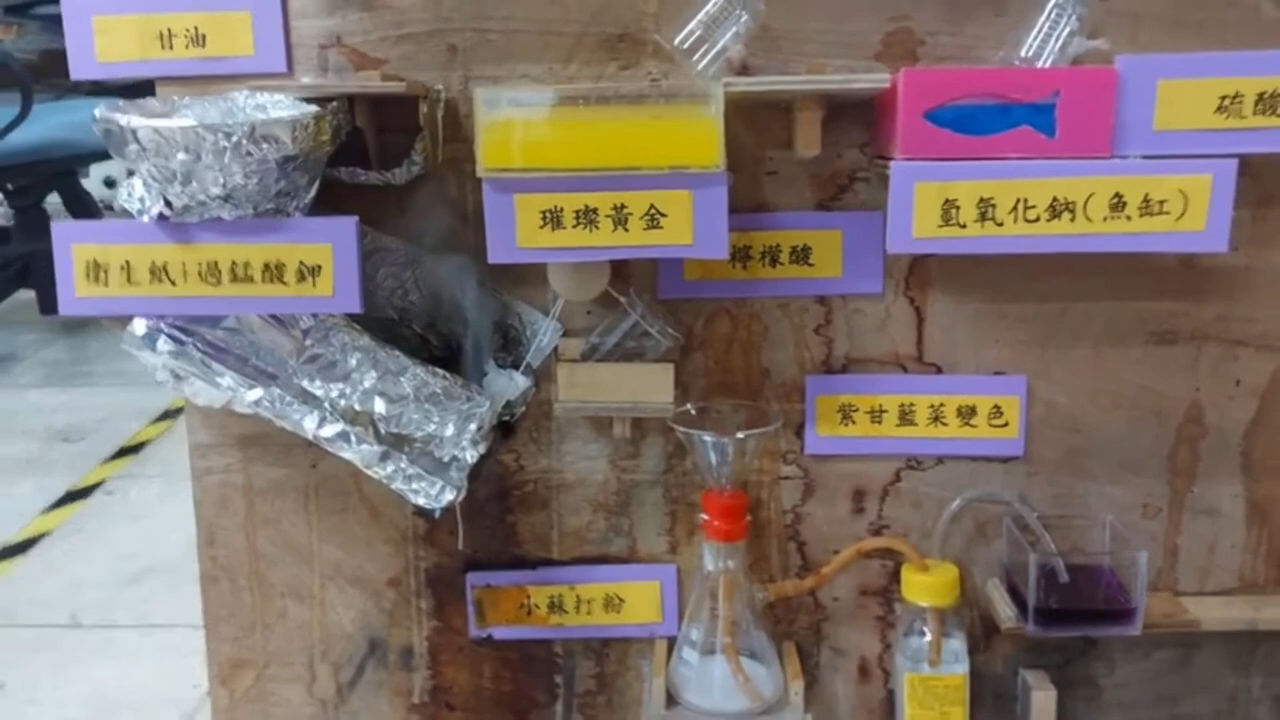 甘油
硫酸
璀璨黃金
氫氧化鈉(魚缸)
檸檬酸
衛生紙+過錳酸鉀
紫甘藍菜變色
小蘇打粉